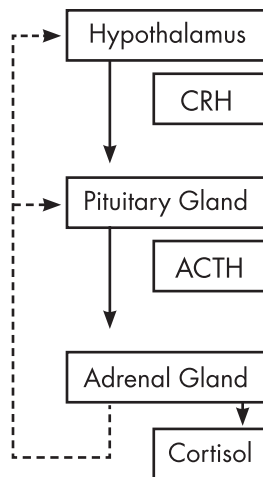 Hypothalamus
CRH
Pituitary Gland
ACTH
Adrenal Gland
Cortisol